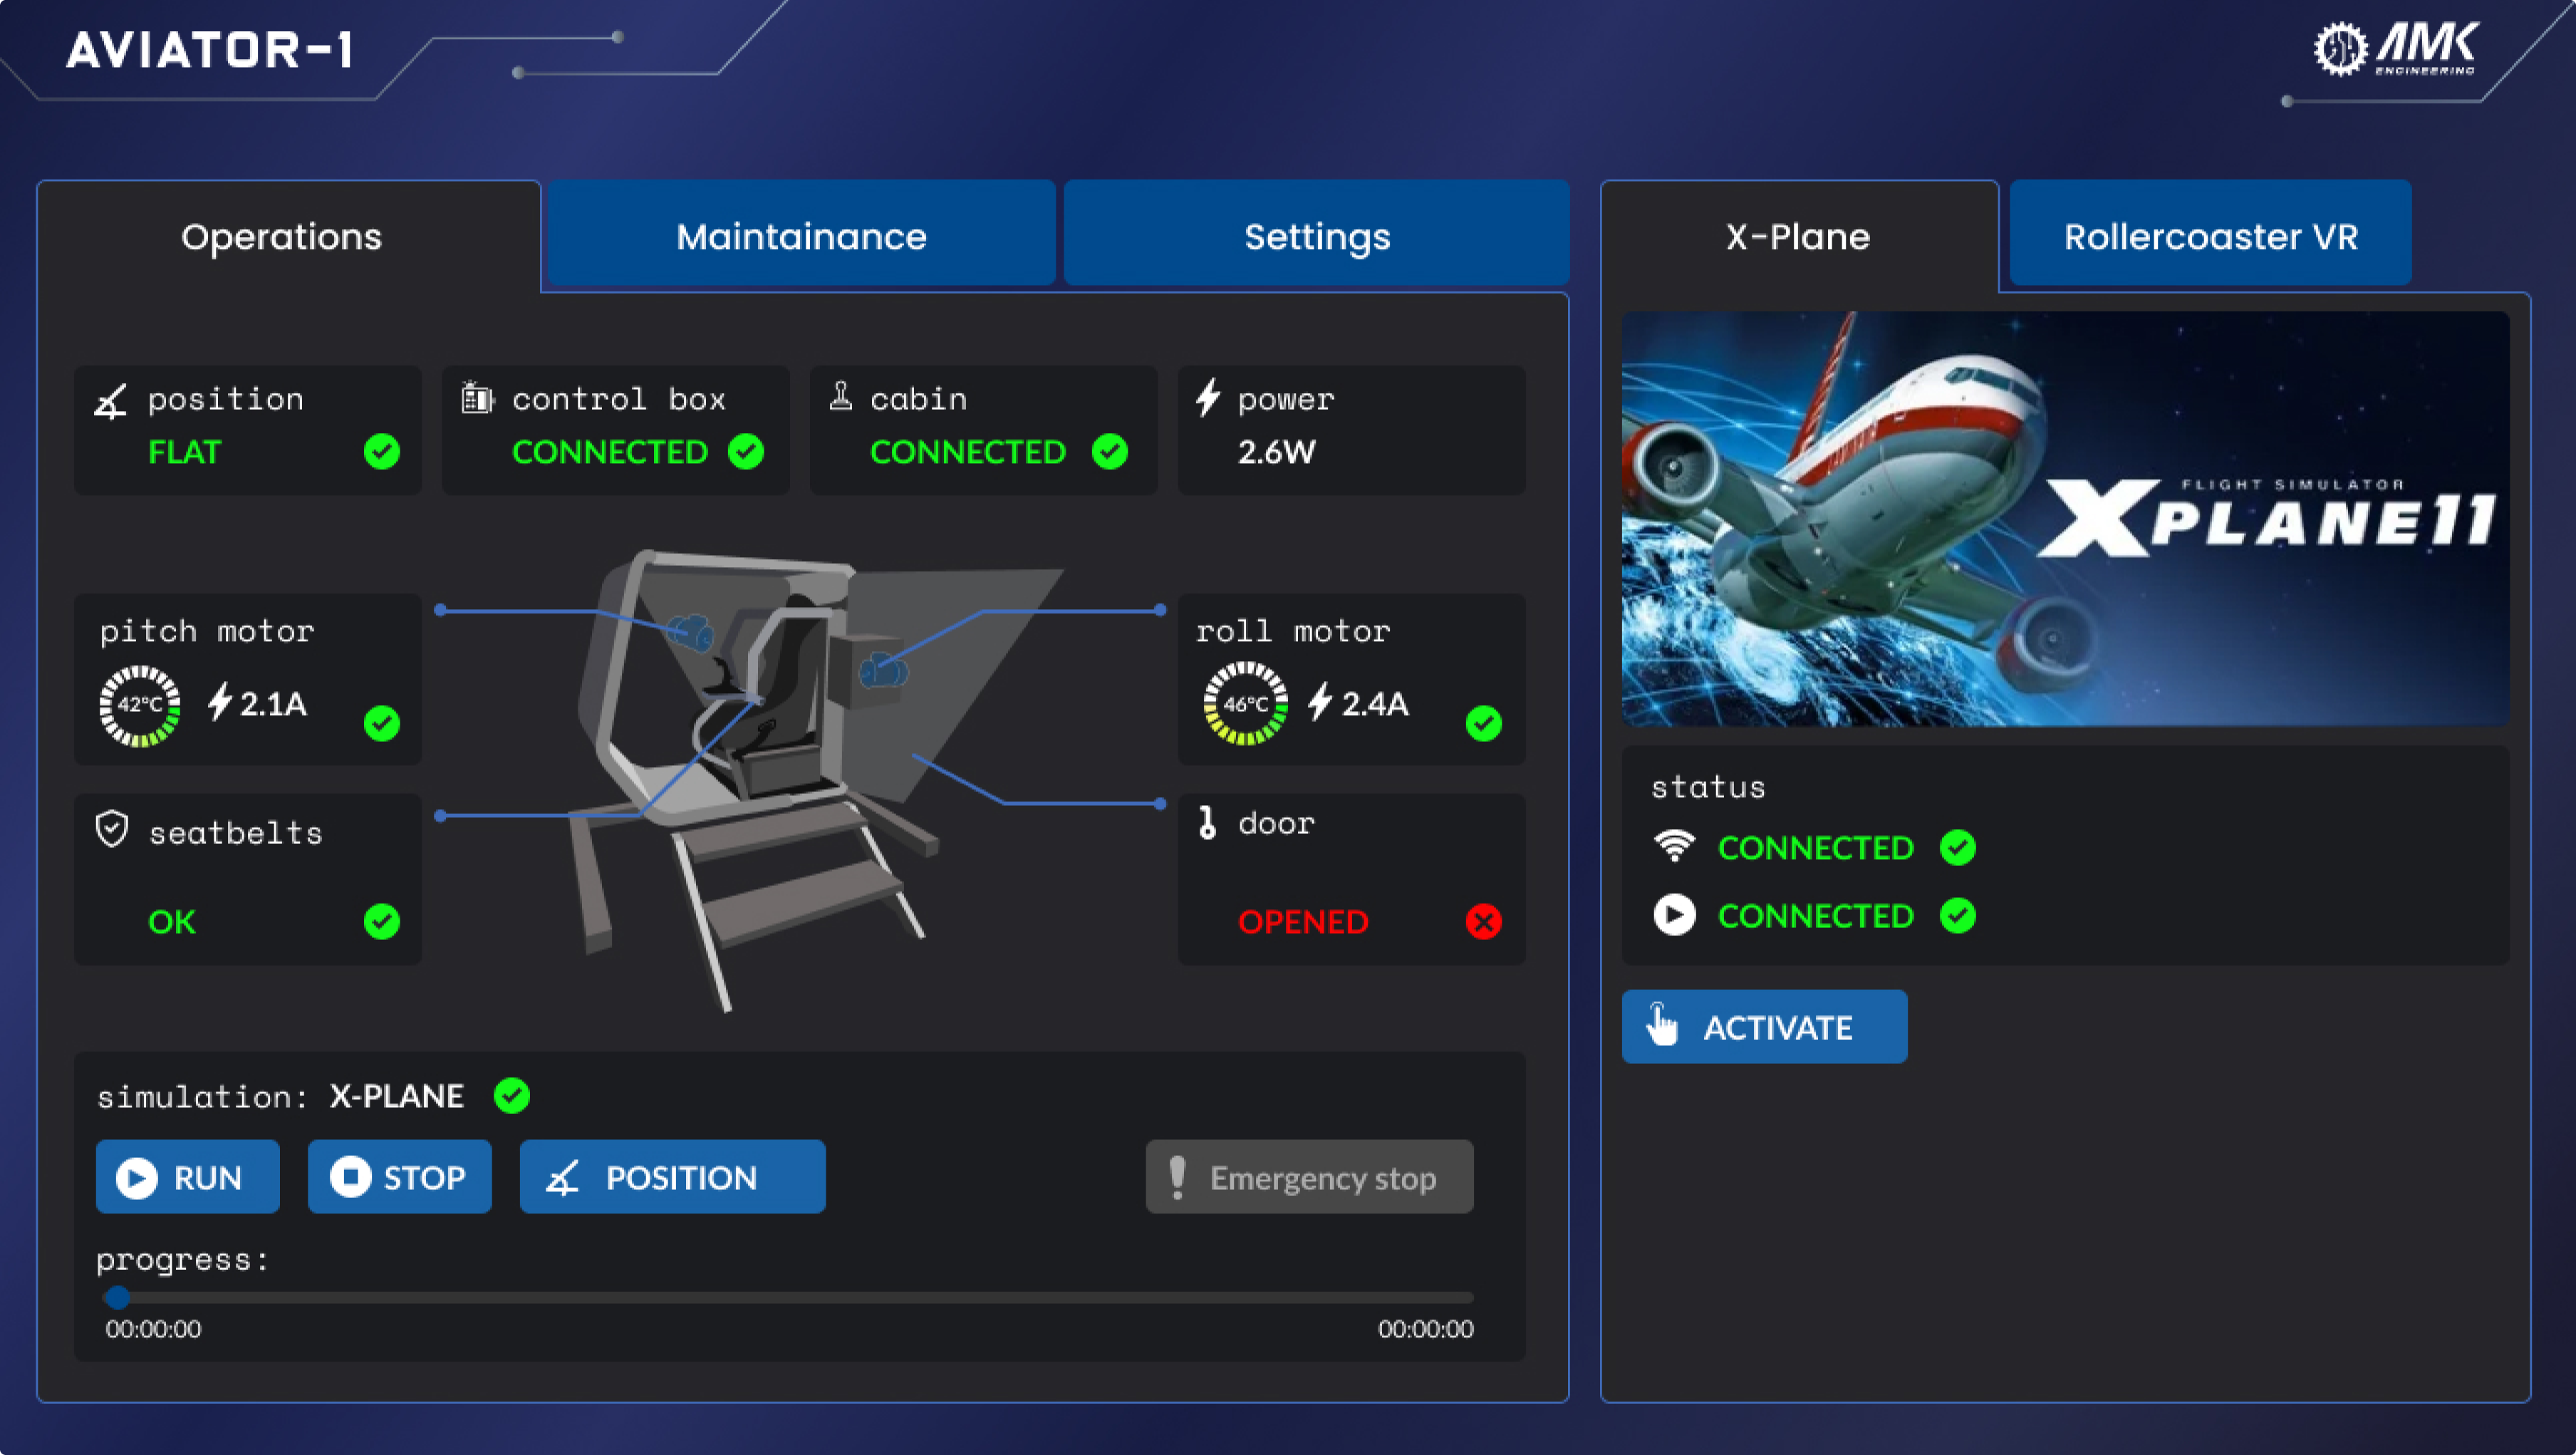 AVIATOR-1
AMK
ENGINEERING
Operations
Maintainance
Settings
position
FLAT
control box
CONNECTED
cabin
CONNECTED
power
2.6W
pitch motor
42°C
2.1A
roll motor
46°C
2.4A
seatbelts
OK
door
OPENED
simulation: X-PLANE
RUN
STOP
POSITION
Emergency stop
progress:
00:00:00
00:00:00
X-Plane
Rollercoaster VR
FLIGHT SIMULATOR
XPLANE11
status
CONNECTED
CONNECTED
ACTIVATE